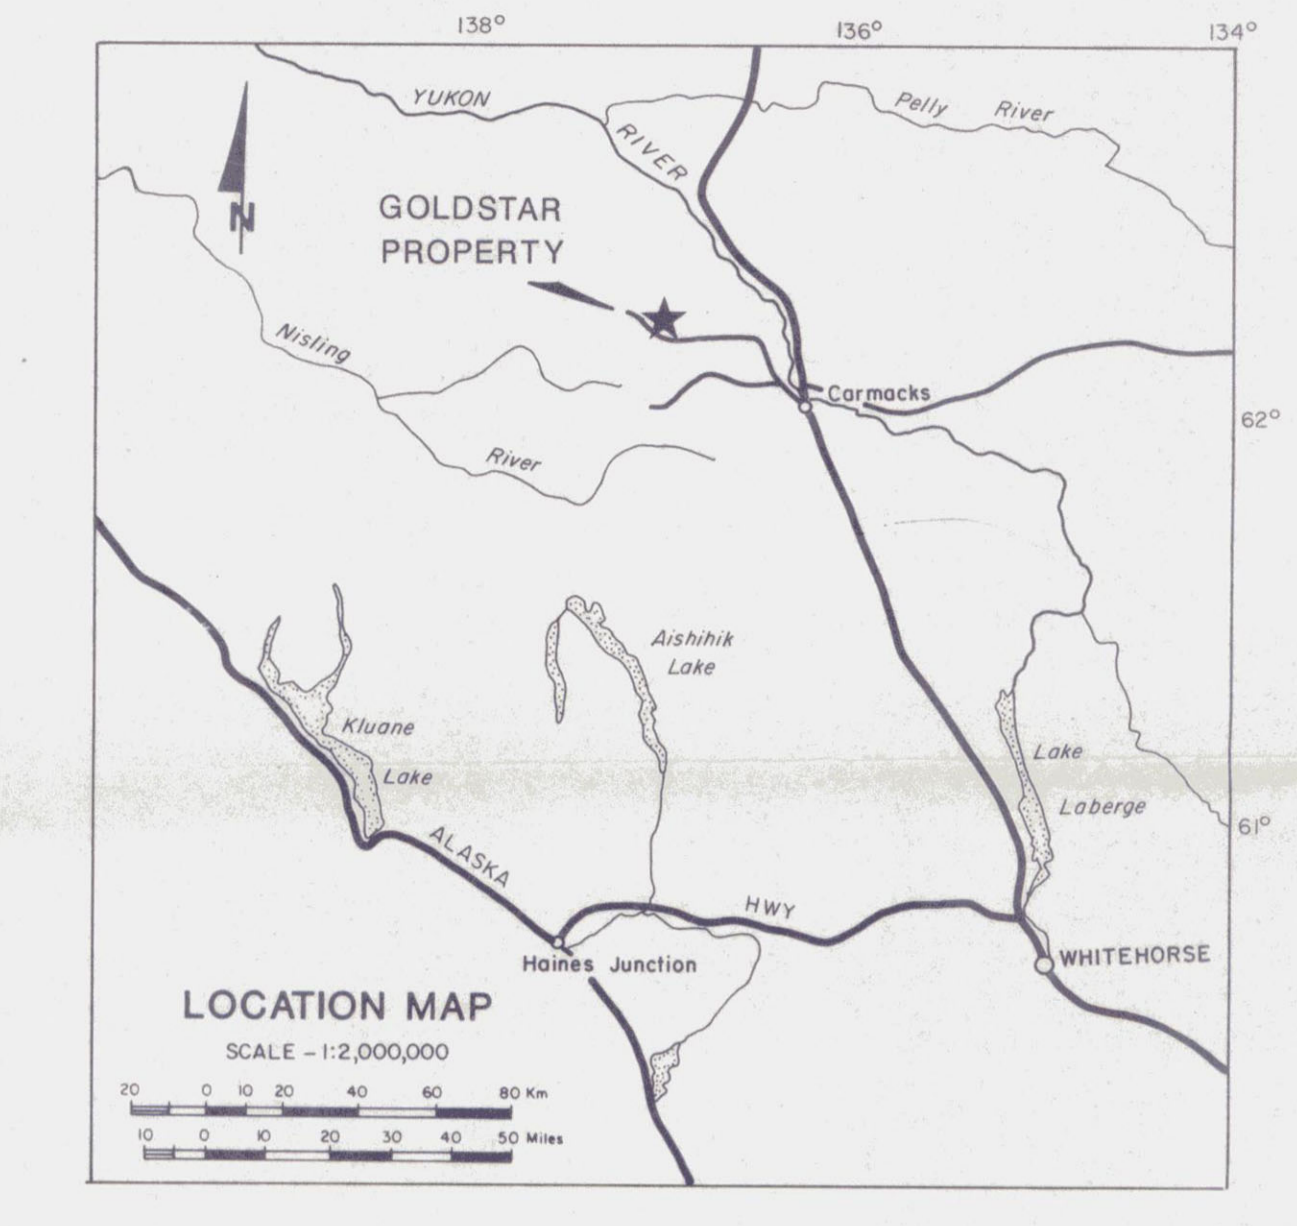 138° 136° 134°
YUKON
RIVER
Pelly River
N
GOLDSTAR
PROPERTY
Nisling
River
Carmacks
62°
Aishihik
Lake
Kluane
Lake
Lake
Laberge
61°
ALASKA
HWY
Haines Junction
WHITEHORSE
LOCATION MAP
SCALE – 1:2,000,000
20 0 10 20 40 60 80 Km
10 0 10 20 30 40 50 Miles